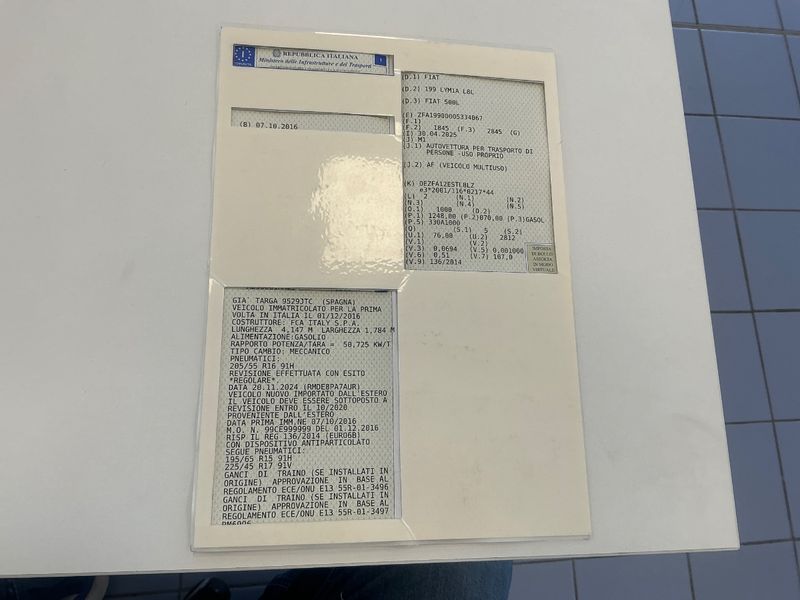 I
REPUBBLICA ITALIANA
Ministero delle Infrastrutture e dei Trasporti
(B) 07.10.2016
(D.1) FIAT
(D.2) 199 LYM1A L8L
(D.3) FIAT 500L
(E) ZFA19900005334067
(F.1)
(F.2) 1845 (F.3) 2845 (G)
(I) 30.04.2025
(J) M1
(J.1) AUTOVETTURA PER TRASPORTO DI
PERSONE -USO PROPRIO
(J.2) AF (VEICOLO MULTIUSO)
(K) OEZFA12ESTL8LZ
e3*2001/116*0217*44
(L) 2 (N.1) (N.2)
(N.3) (N.4) (N.5)
(O.1) 1000 (O.2)
(P.1) 1248,00 (P.2)070,00 (P.3)GASOL
(P.5) 330A1000
(Q) (S.1) 5 (S.2)
(U.1) 76,00 (U.2) 2812
(V.1) (V.2)
(V.3) 0,0694 (V.5) 0,001000
(V.6) 0,51 (V.7) 107,0
(V.9) 136/2014
IMPOSTA
DI BOLLO
ASSOLTA
IN MODO
VIRTUALE
GIA` TARGA 9529JTC (SPAGNA)
VEICOLO IMMATRICOLATO PER LA PRIMA
VOLTA IN ITALIA IL 01/12/2016
COSTRUTTORE: FCA ITALY S.P.A.
LUNGHEZZA 4,147 M LARGHEZZA 1,784 M
ALIMENTAZIONE:GASOLIO
RAPPORTO POTENZA/TARA = 50,725 KW/T
TIPO CAMBIO: MECCANICO
PNEUMATICI:
205/55 R16 91H
REVISIONE EFFETTUATA CON ESITO
*REGOLARE*.
DATA 20.11.2024 (RMDE8PA7AUR)
VEICOLO NUOVO IMPORTATO DALL'ESTERO
IL VEICOLO DEVE ESSERE SOTTOPOSTO A
REVISIONE ENTRO IL 10/2020
PROVENIENTE DALL'ESTERO
DATA PRIMA IMM.NE 07/10/2016
M.O. N. 99CE999999 DEL 01.12.2016
RISP IL REG 136/2014 (EURO6B)
CON DISPOSITIVO ANTIPARTICOLATO
SEGUE PNEUMATICI:
195/65 R15 91H
225/45 R17 91V
GANCI DI TRAINO (SE INSTALLATI IN
ORIGINE) APPROVAZIONE IN BASE AL
REGOLAMENTO ECE/ONU E13 55R-01-3496
GANCI DI TRAINO (SE INSTALLATI IN
ORIGINE) APPROVAZIONE IN BASE AL
REGOLAMENTO ECE/ONU E13 55R-01-3497